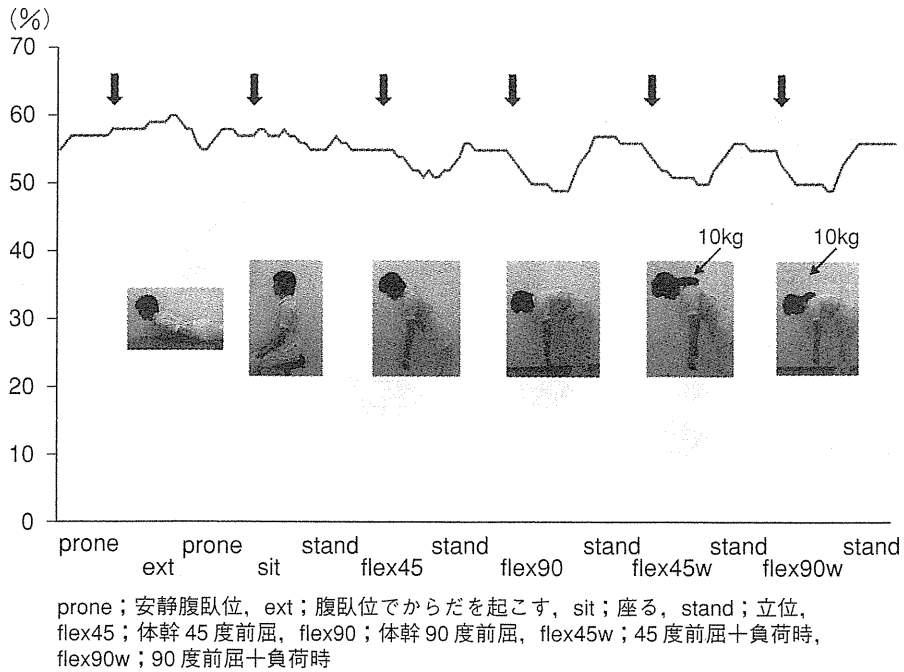 (%)
70
60
50
40
30
20
10
0
10kg 10kg
prone prone stand stand stand stand stand
ext sit flex45 flex90 flex45w flex90w
prone；安静腹臥位，ext；腹臥位でからだを起こす，sit；座る，stand；立位，
flex45；体幹 45 度前屈，flex90；体幹 90 度前屈，flex45w；45 度前屈十負荷時，
flex90w；90 度前屈十負荷時